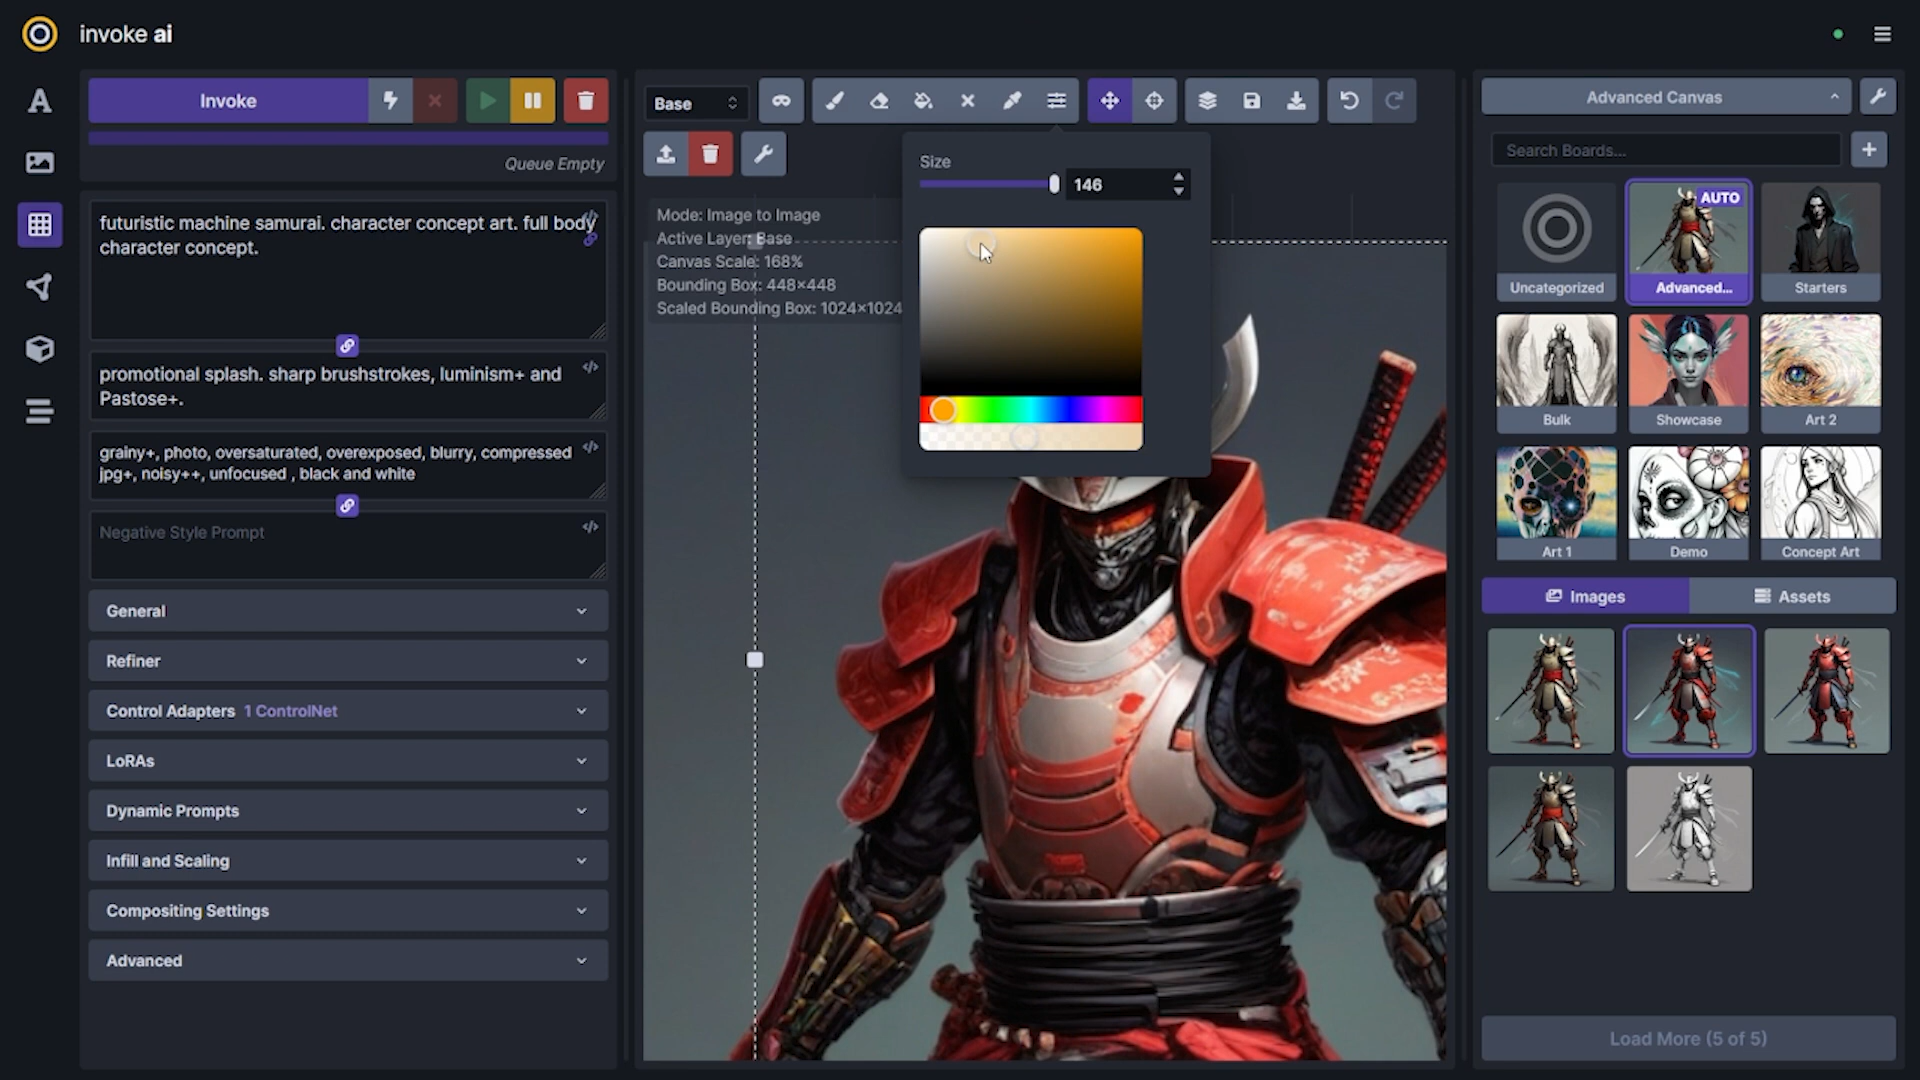 invoke ai
Invoke
Queue Empty
futuristic machine samurai. character concept art. full body
character concept.
promotional splash. sharp brushstrokes, luminism+ and
Pastose+.
grainy+, photo, oversaturated, overexposed, blurry, compressed
jpg+, noisy++, unfocused , black and white
Negative Style Prompt
General
Refiner
Control Adapters 1 ControlNet
LoRAs
Dynamic Prompts
Infill and Scaling
Compositing Settings
Advanced
Base
Size
146
Mode: Image to Image
Active Layer: Base
Canvas Scale: 168%
Bounding Box: 448×448
Scaled Bounding Box: 1024×1024
Advanced Canvas
Search Boards...
AUTO
Uncategorized
Advanced...
Starters
Bulk
Showcase
Art 2
Art 1
Demo
Concept Art
Images
Assets
Load More (5 of 5)